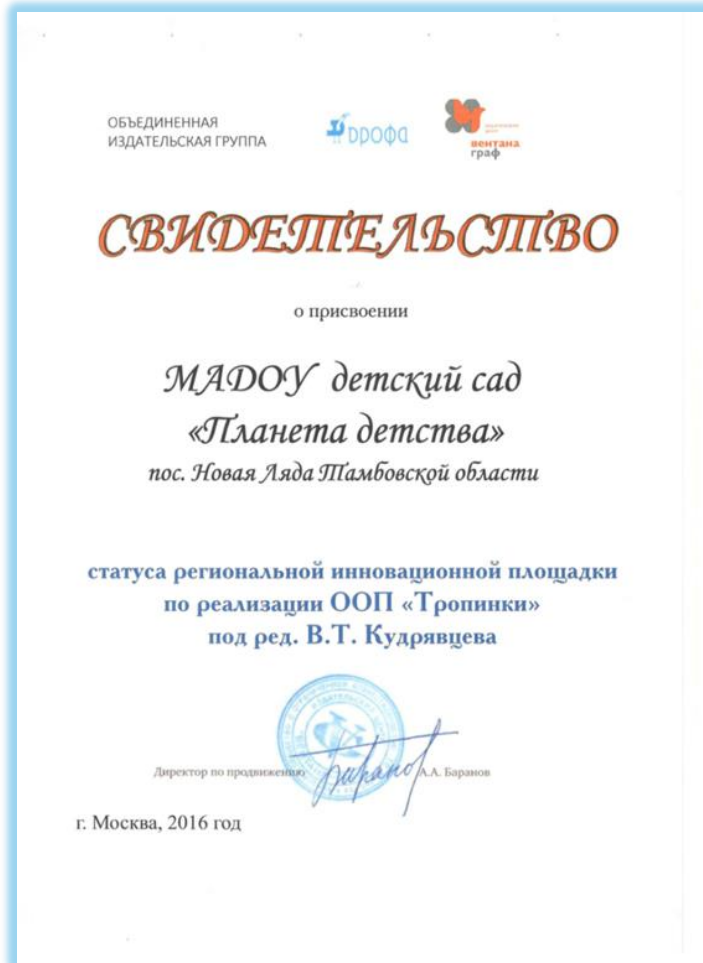 ОБЪЕДИНЕННАЯ
ИЗДАТЕЛЬСКАЯ ГРУППА
дрофа
вентана
граф
СВИДЕТЕЛЬСТВО
о присвоении
МАДОУ детский сад
«Планета детства»
пос. Новая Ляда Тамбовской области
статуса региональной инновационной площадки
по реализации ООП «Тропинки»
под ред. В.Т. Кудрявцева
Директор по продвижению
А.А. Баранов
г. Москва, 2016 год